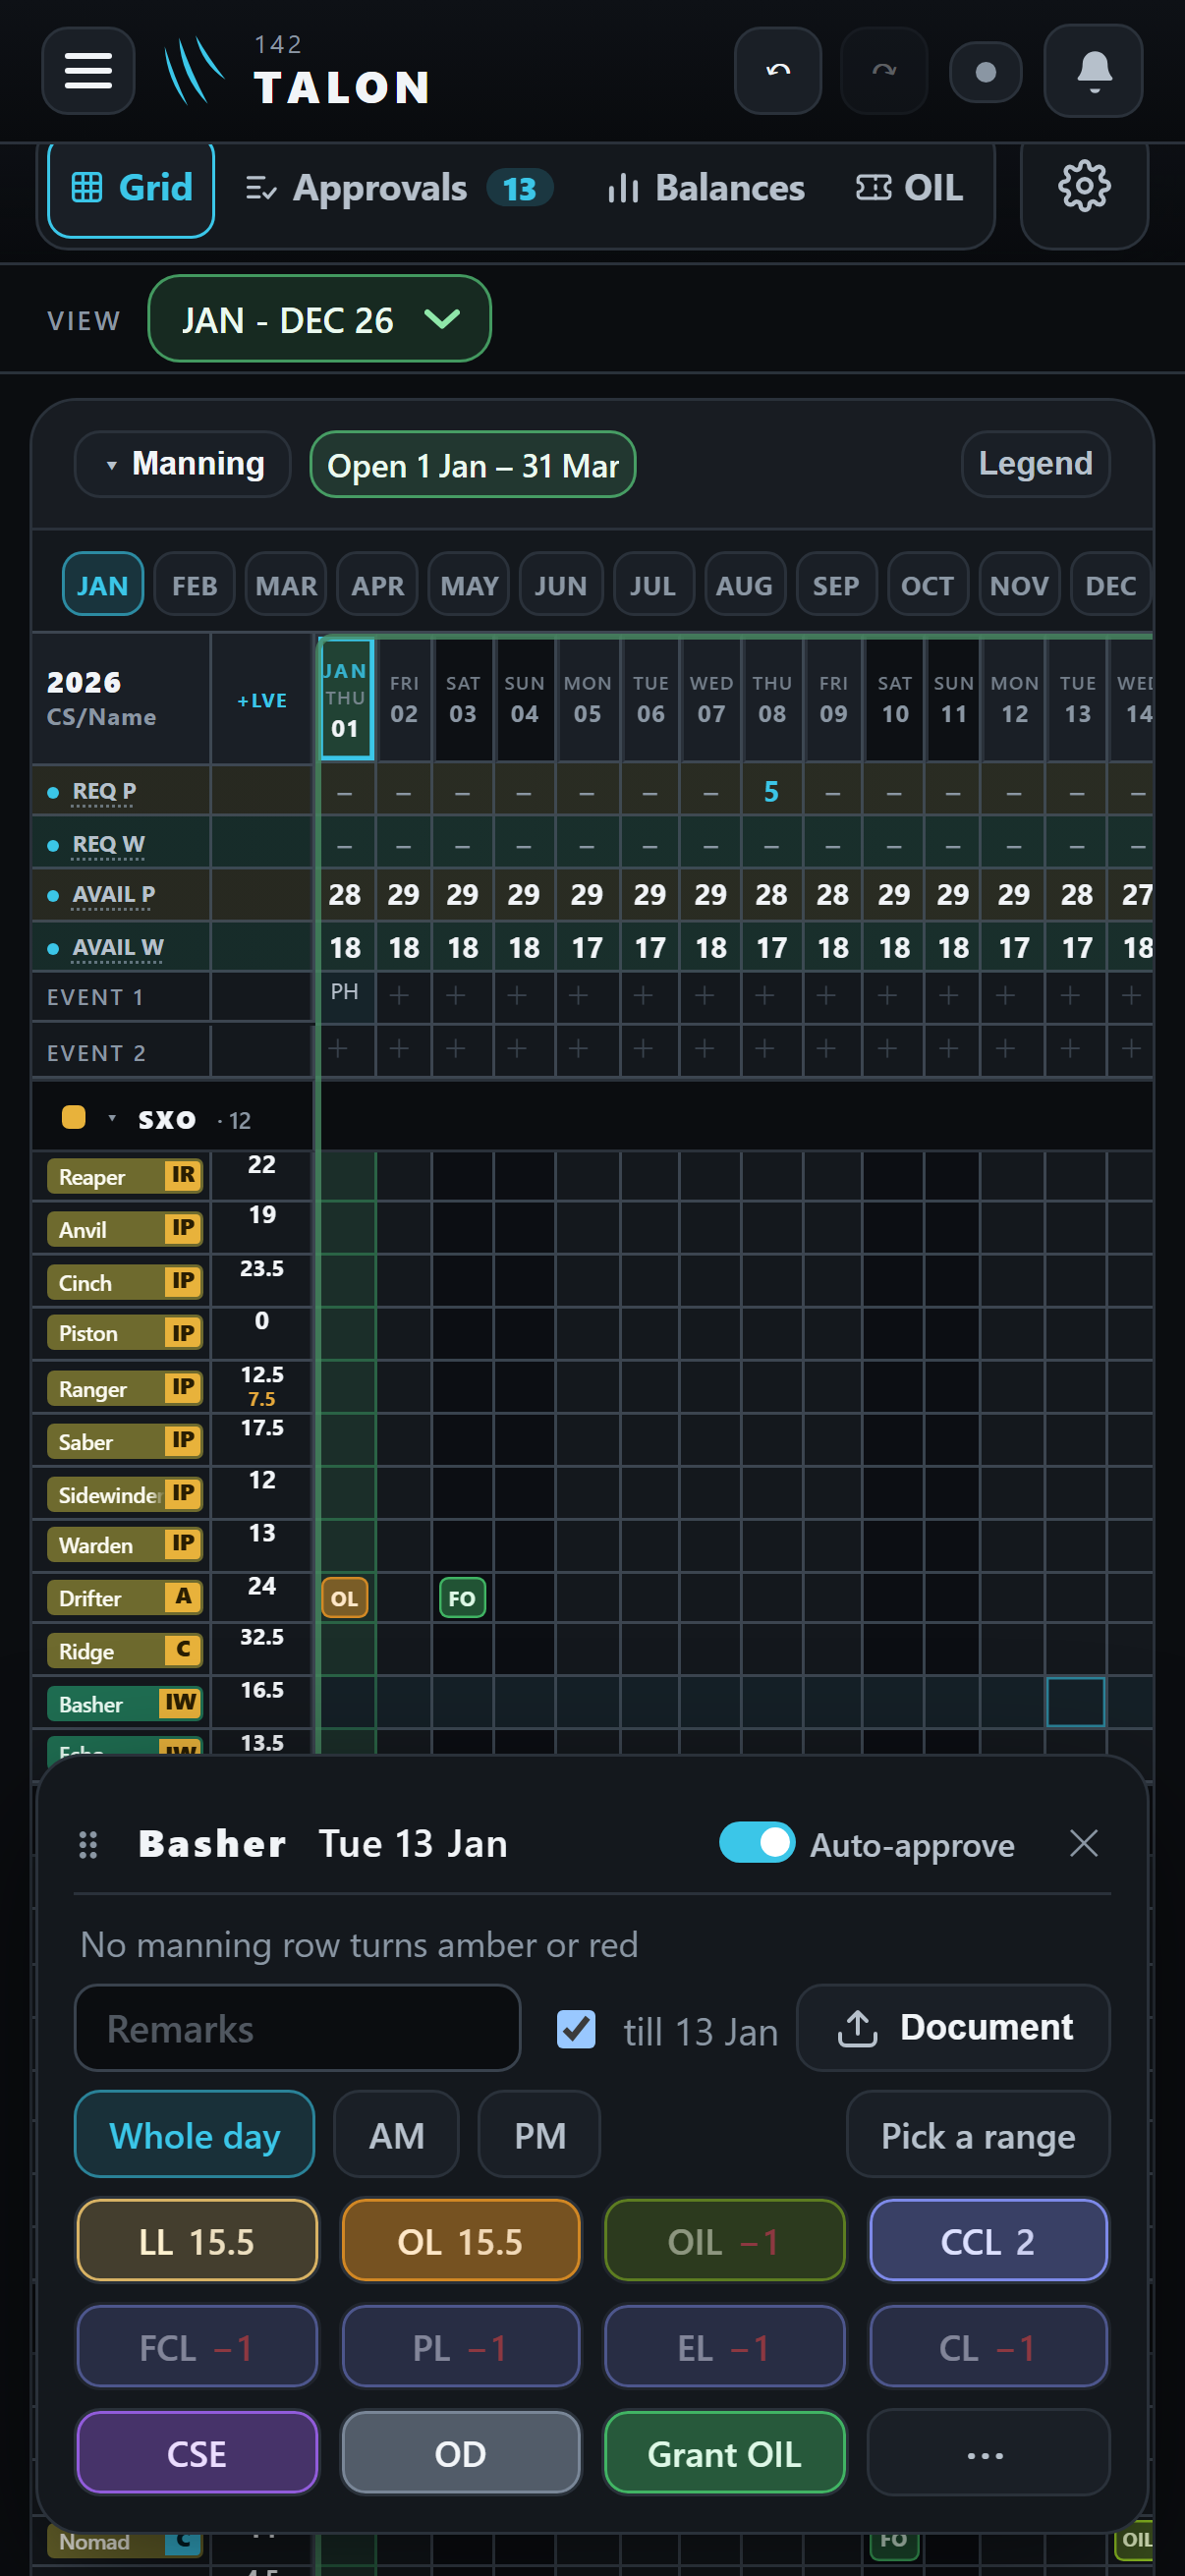 142
TALON
Grid Approvals 13 Balances OIL
VIEW JAN - DEC 26
Manning Open 1 Jan – 31 Mar Legend
JAN FEB MAR APR MAY JUN JUL AUG SEP OCT NOV DEC
JAN
2026 +LVE THU FRI SAT SUN MON TUE WED THU FRI SAT SUN MON TUE WED
CS/Name 01 02 03 04 05 06 07 08 09 10 11 12 13 14
REQ P – – – – – – – 5 – – – – – –
REQ W – – – – – – – – – – – – – –
AVAIL P 28 29 29 29 29 29 29 28 28 29 29 29 28 27
AVAIL W 18 18 18 18 17 17 18 17 18 18 18 17 17 18
EVENT 1 PH + + + + + + + + + + + + +
EVENT 2 + + + + + + + + + + + + + +
SXO · 12
Reaper IR 22
Anvil IP 19
Cinch IP 23.5
Piston IP 0
Ranger IP 12.5
7.5
Saber IP 17.5
Sidewinder IP 12
Warden IP 13
Drifter A 24 OL FO
Ridge C 32.5
Basher IW 16.5
Echo IW 13.5
Basher Tue 13 Jan Auto-approve
No manning row turns amber or red
Remarks till 13 Jan Document
Whole day AM PM Pick a range
LL 15.5 OL 15.5 OIL –1 CCL 2
FCL –1 PL –1 EL –1 CL –1
CSE OD Grant OIL ...
Nomad C FO OIL